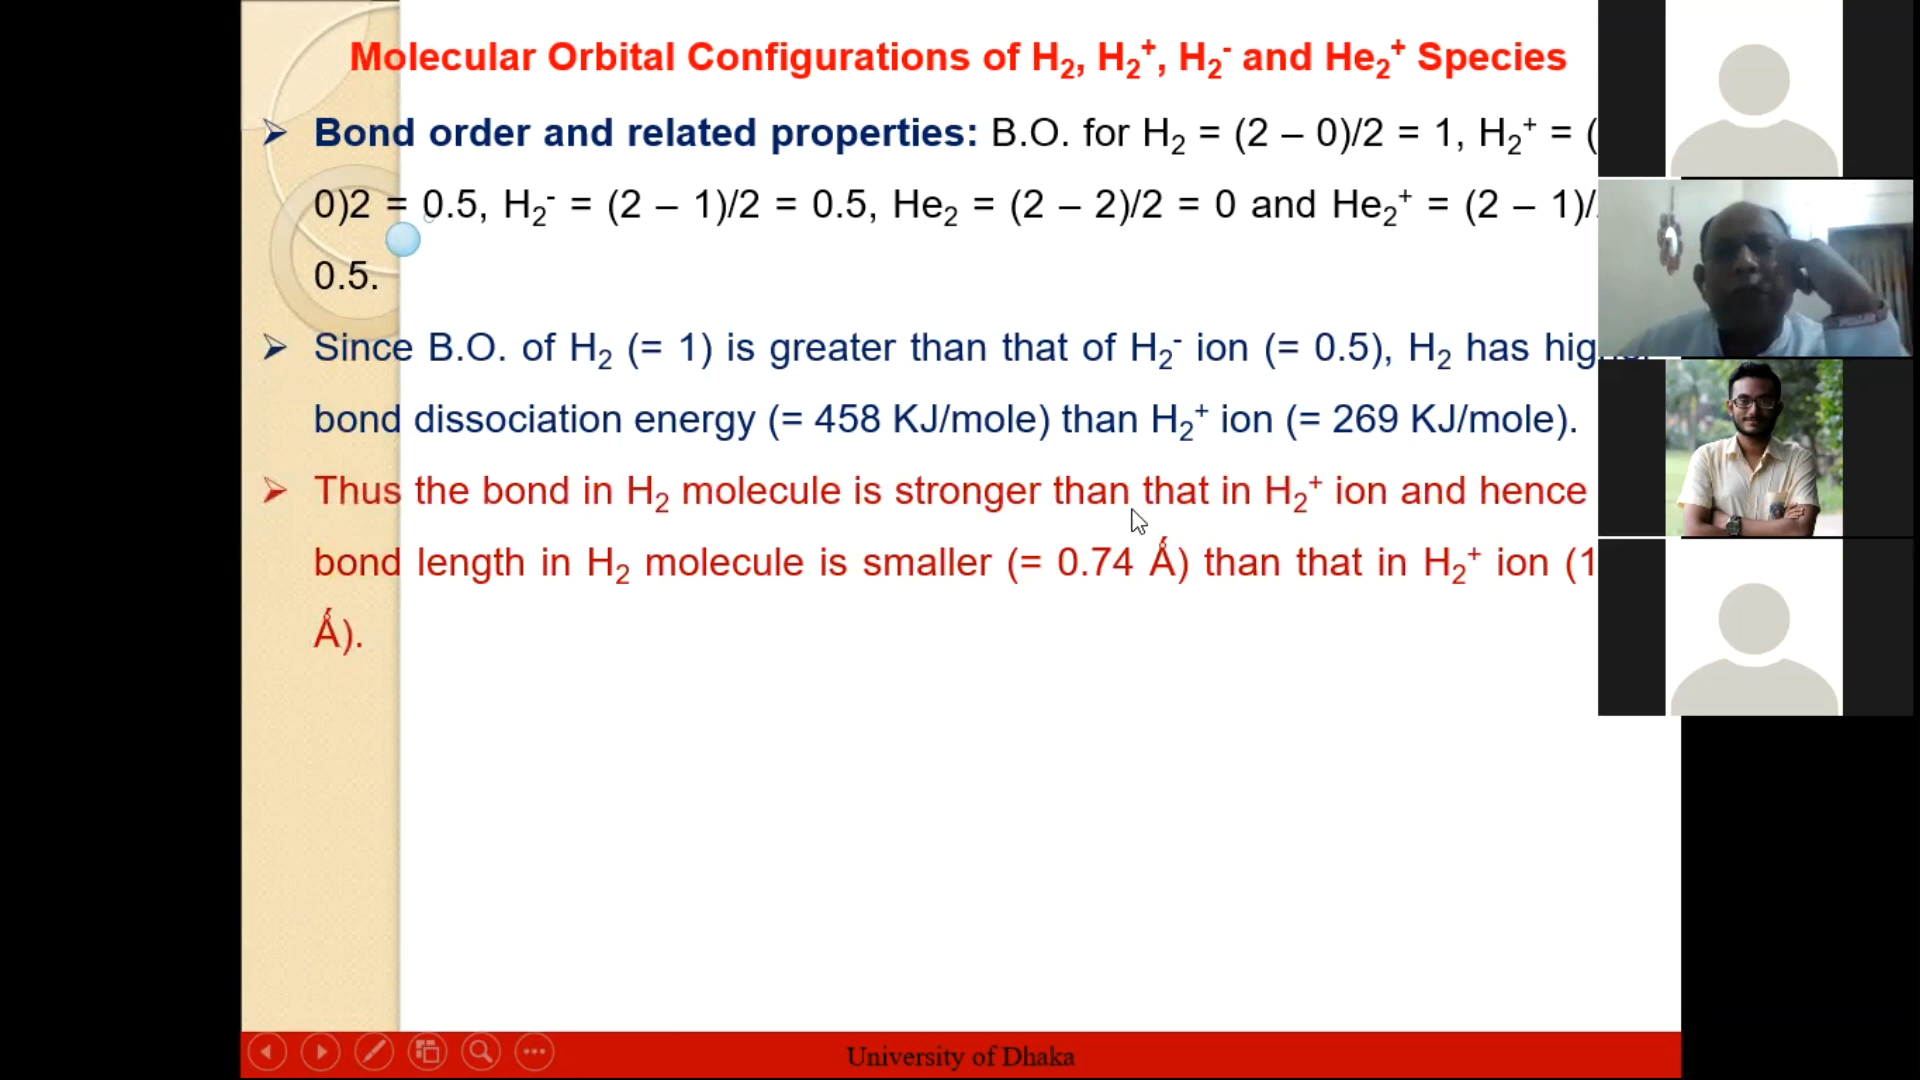 Molecular Orbital Configurations of H₂, H₂⁺, H₂⁻ and He₂⁺ Species
➢ Bond order and related properties: B.O. for H₂ = (2 – 0)/2 = 1, H₂⁺ = (
0)2 = 0.5, H₂⁻ = (2 – 1)/2 = 0.5, He₂ = (2 – 2)/2 = 0 and He₂⁺ = (2 – 1)/
0.5.
➢ Since B.O. of H₂ (= 1) is greater than that of H₂⁻ ion (= 0.5), H₂ has
bond dissociation energy (= 458 KJ/mole) than H₂⁺ ion (= 269 KJ/mole).
➢ Thus the bond in H₂ molecule is stronger than that in H₂⁺ ion and hence
bond length in H₂ molecule is smaller (= 0.74 Ǻ) than that in H₂⁺ ion (1
Ǻ).
University of Dhaka